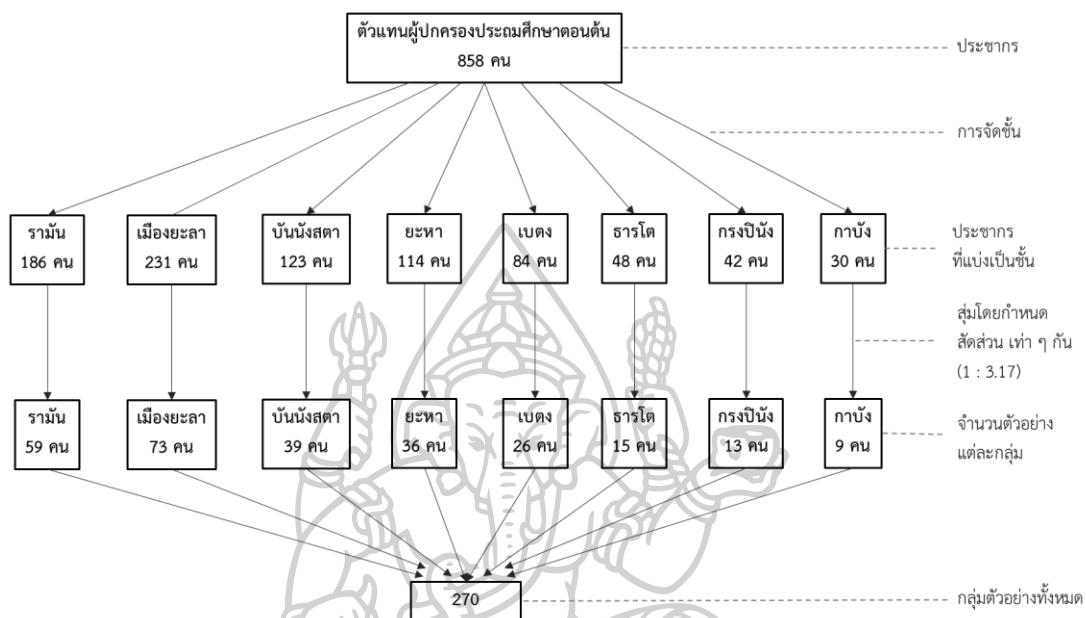 ตัวแทนผู้ปกครองประถมศึกษาตอนต้น
858 คน
ประชากร
การจัดชั้น
รามัน
186 คน
เมืองยะลา
231 คน
บันนังสตา
123 คน
ยะหา
114 คน
เบตง
84 คน
ธารโต
48 คน
กรงปินัง
42 คน
กาบัง
30 คน
ประชากร
ที่แบ่งเป็นชั้น
สุ่มโดยกำหนด
สัดส่วน เท่า ๆ กัน
(1 : 3.17)
รามัน
59 คน
เมืองยะลา
73 คน
บันนังสตา
39 คน
ยะหา
36 คน
เบตง
26 คน
ธารโต
15 คน
กรงปินัง
13 คน
กาบัง
9 คน
จำนวนตัวอย่าง
แต่ละกลุ่ม
270
กลุ่มตัวอย่างทั้งหมด